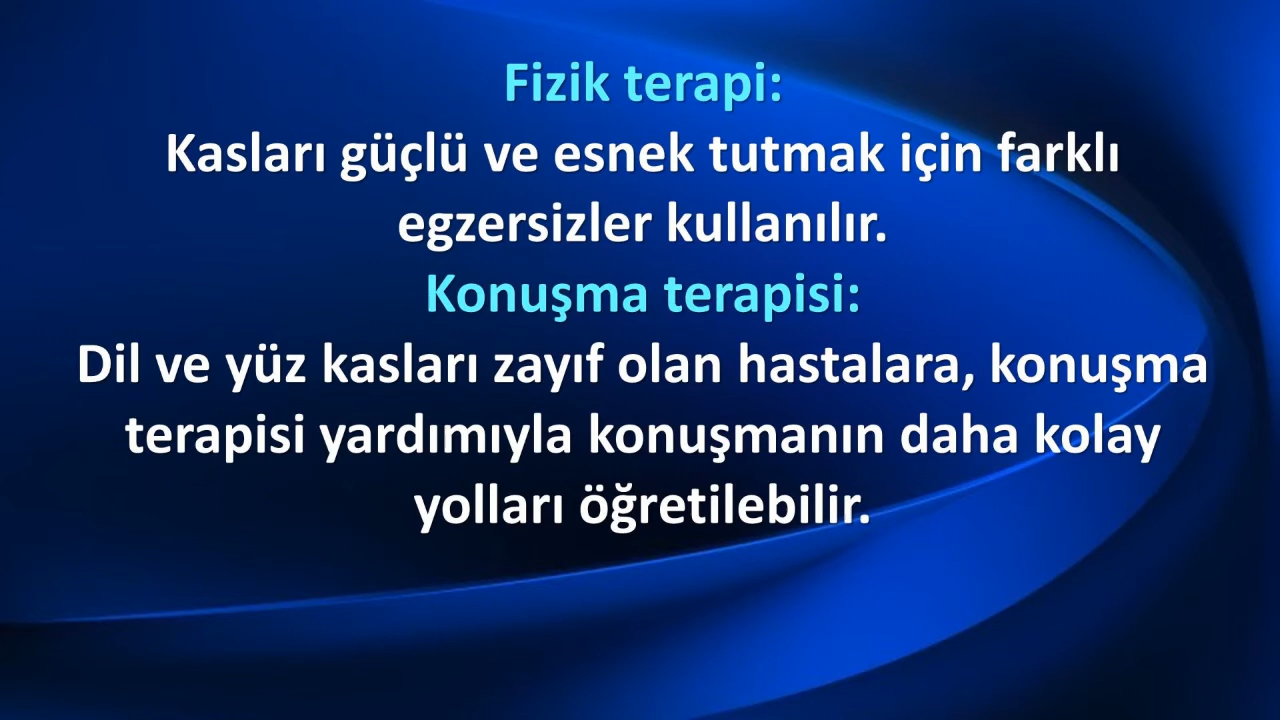 Fizik terapi:
Kasları güçlü ve esnek tutmak için farklı
egzersizler kullanılır.
Konuşma terapisi:
Dil ve yüz kasları zayıf olan hastalara, konuşma
terapisi yardımıyla konuşmanın daha kolay
yolları öğretilebilir.